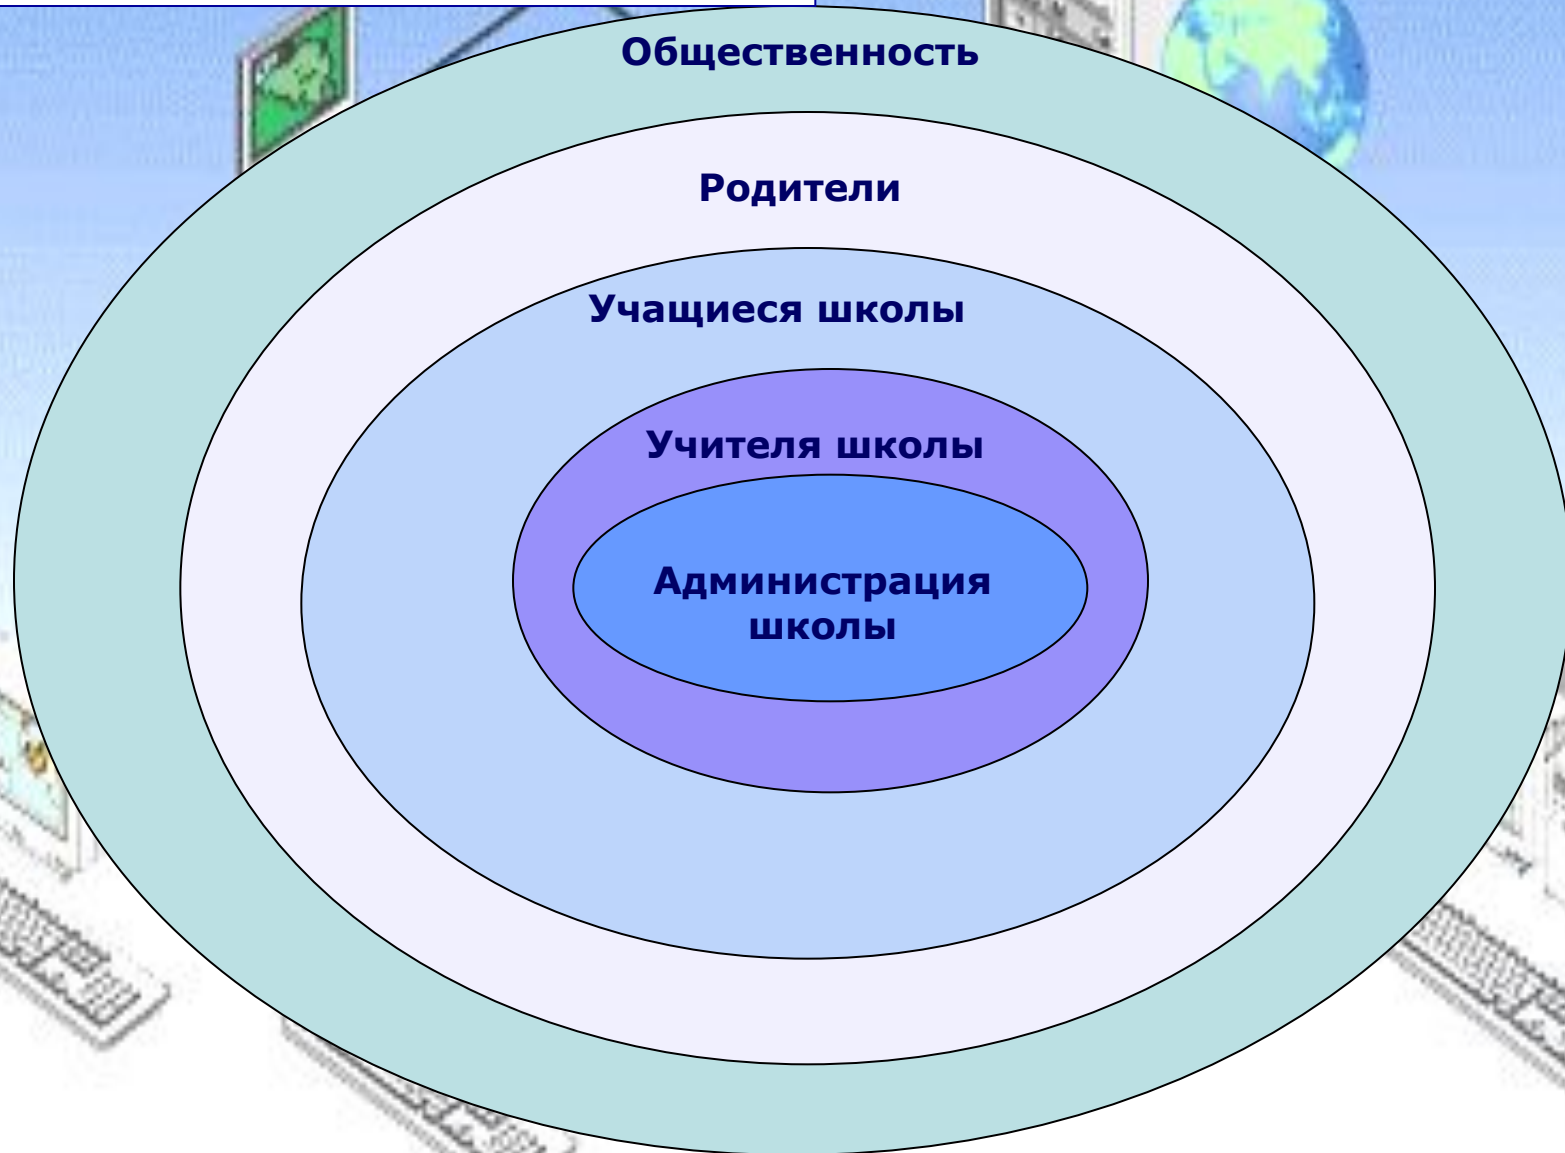 Общественность
Родители
Учащиеся школы
Учителя школы
Администрация
школы